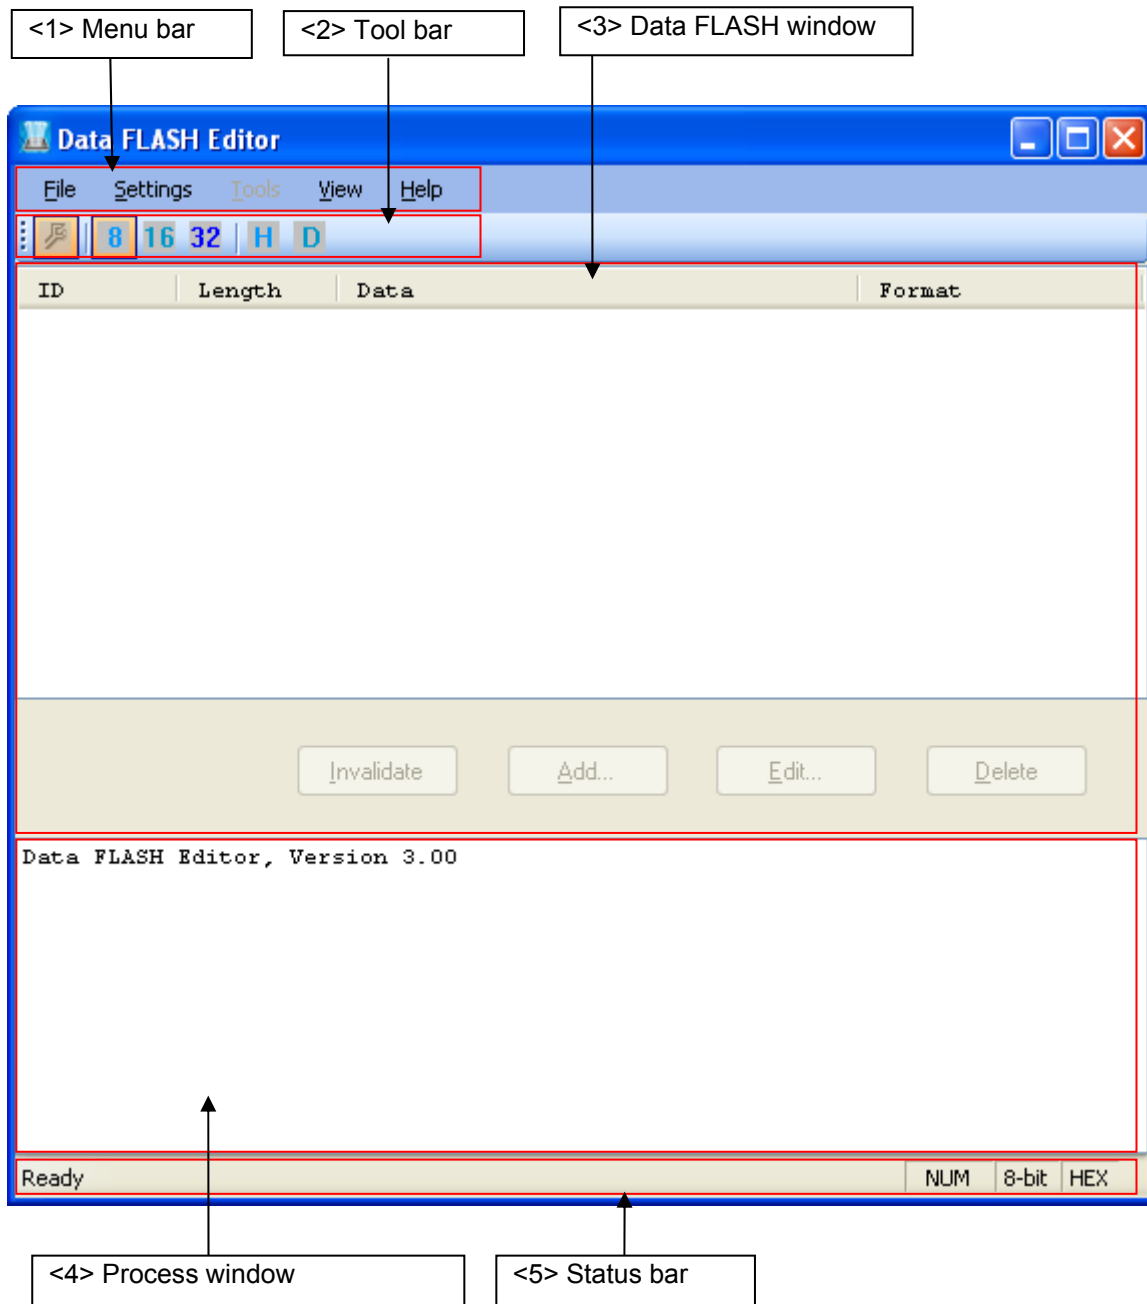 <1> Menu bar
<2> Tool bar
<3> Data FLASH window
Data FLASH Editor
File Settings Tools View Help
8 16 32 H D
ID Length Data Format
Invalidate Add... Edit... Delete
Data FLASH Editor, Version 3.00
Ready NUM 8-bit HEX
<4> Process window
<5> Status bar